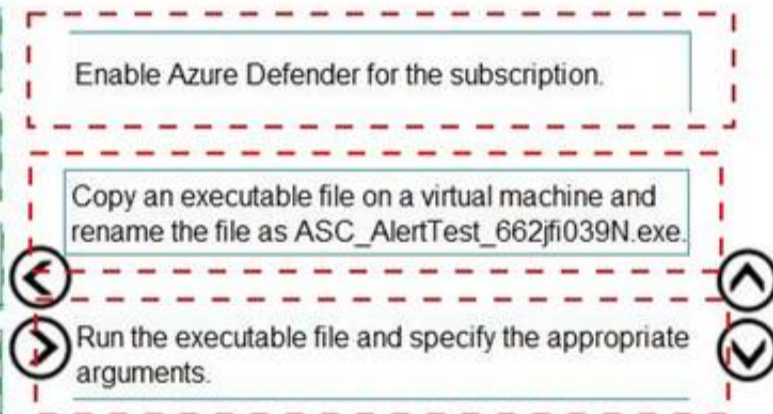 Enable Azure Defender for the subscription.
Copy an executable file on a virtual machine and
rename the file as ASC_AlertTest_662jfi039N.exe.
Run the executable file and specify the appropriate
arguments.